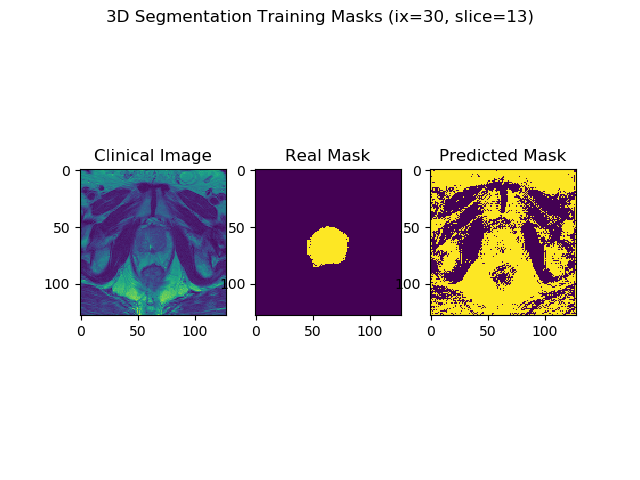 3D Segmentation Training Masks (ix=30, slice=13)
Clinical Image Real Mask Predicted Mask
0 0 0
50 50 50
100 100 100
0 100 0 50 100 0 50 100